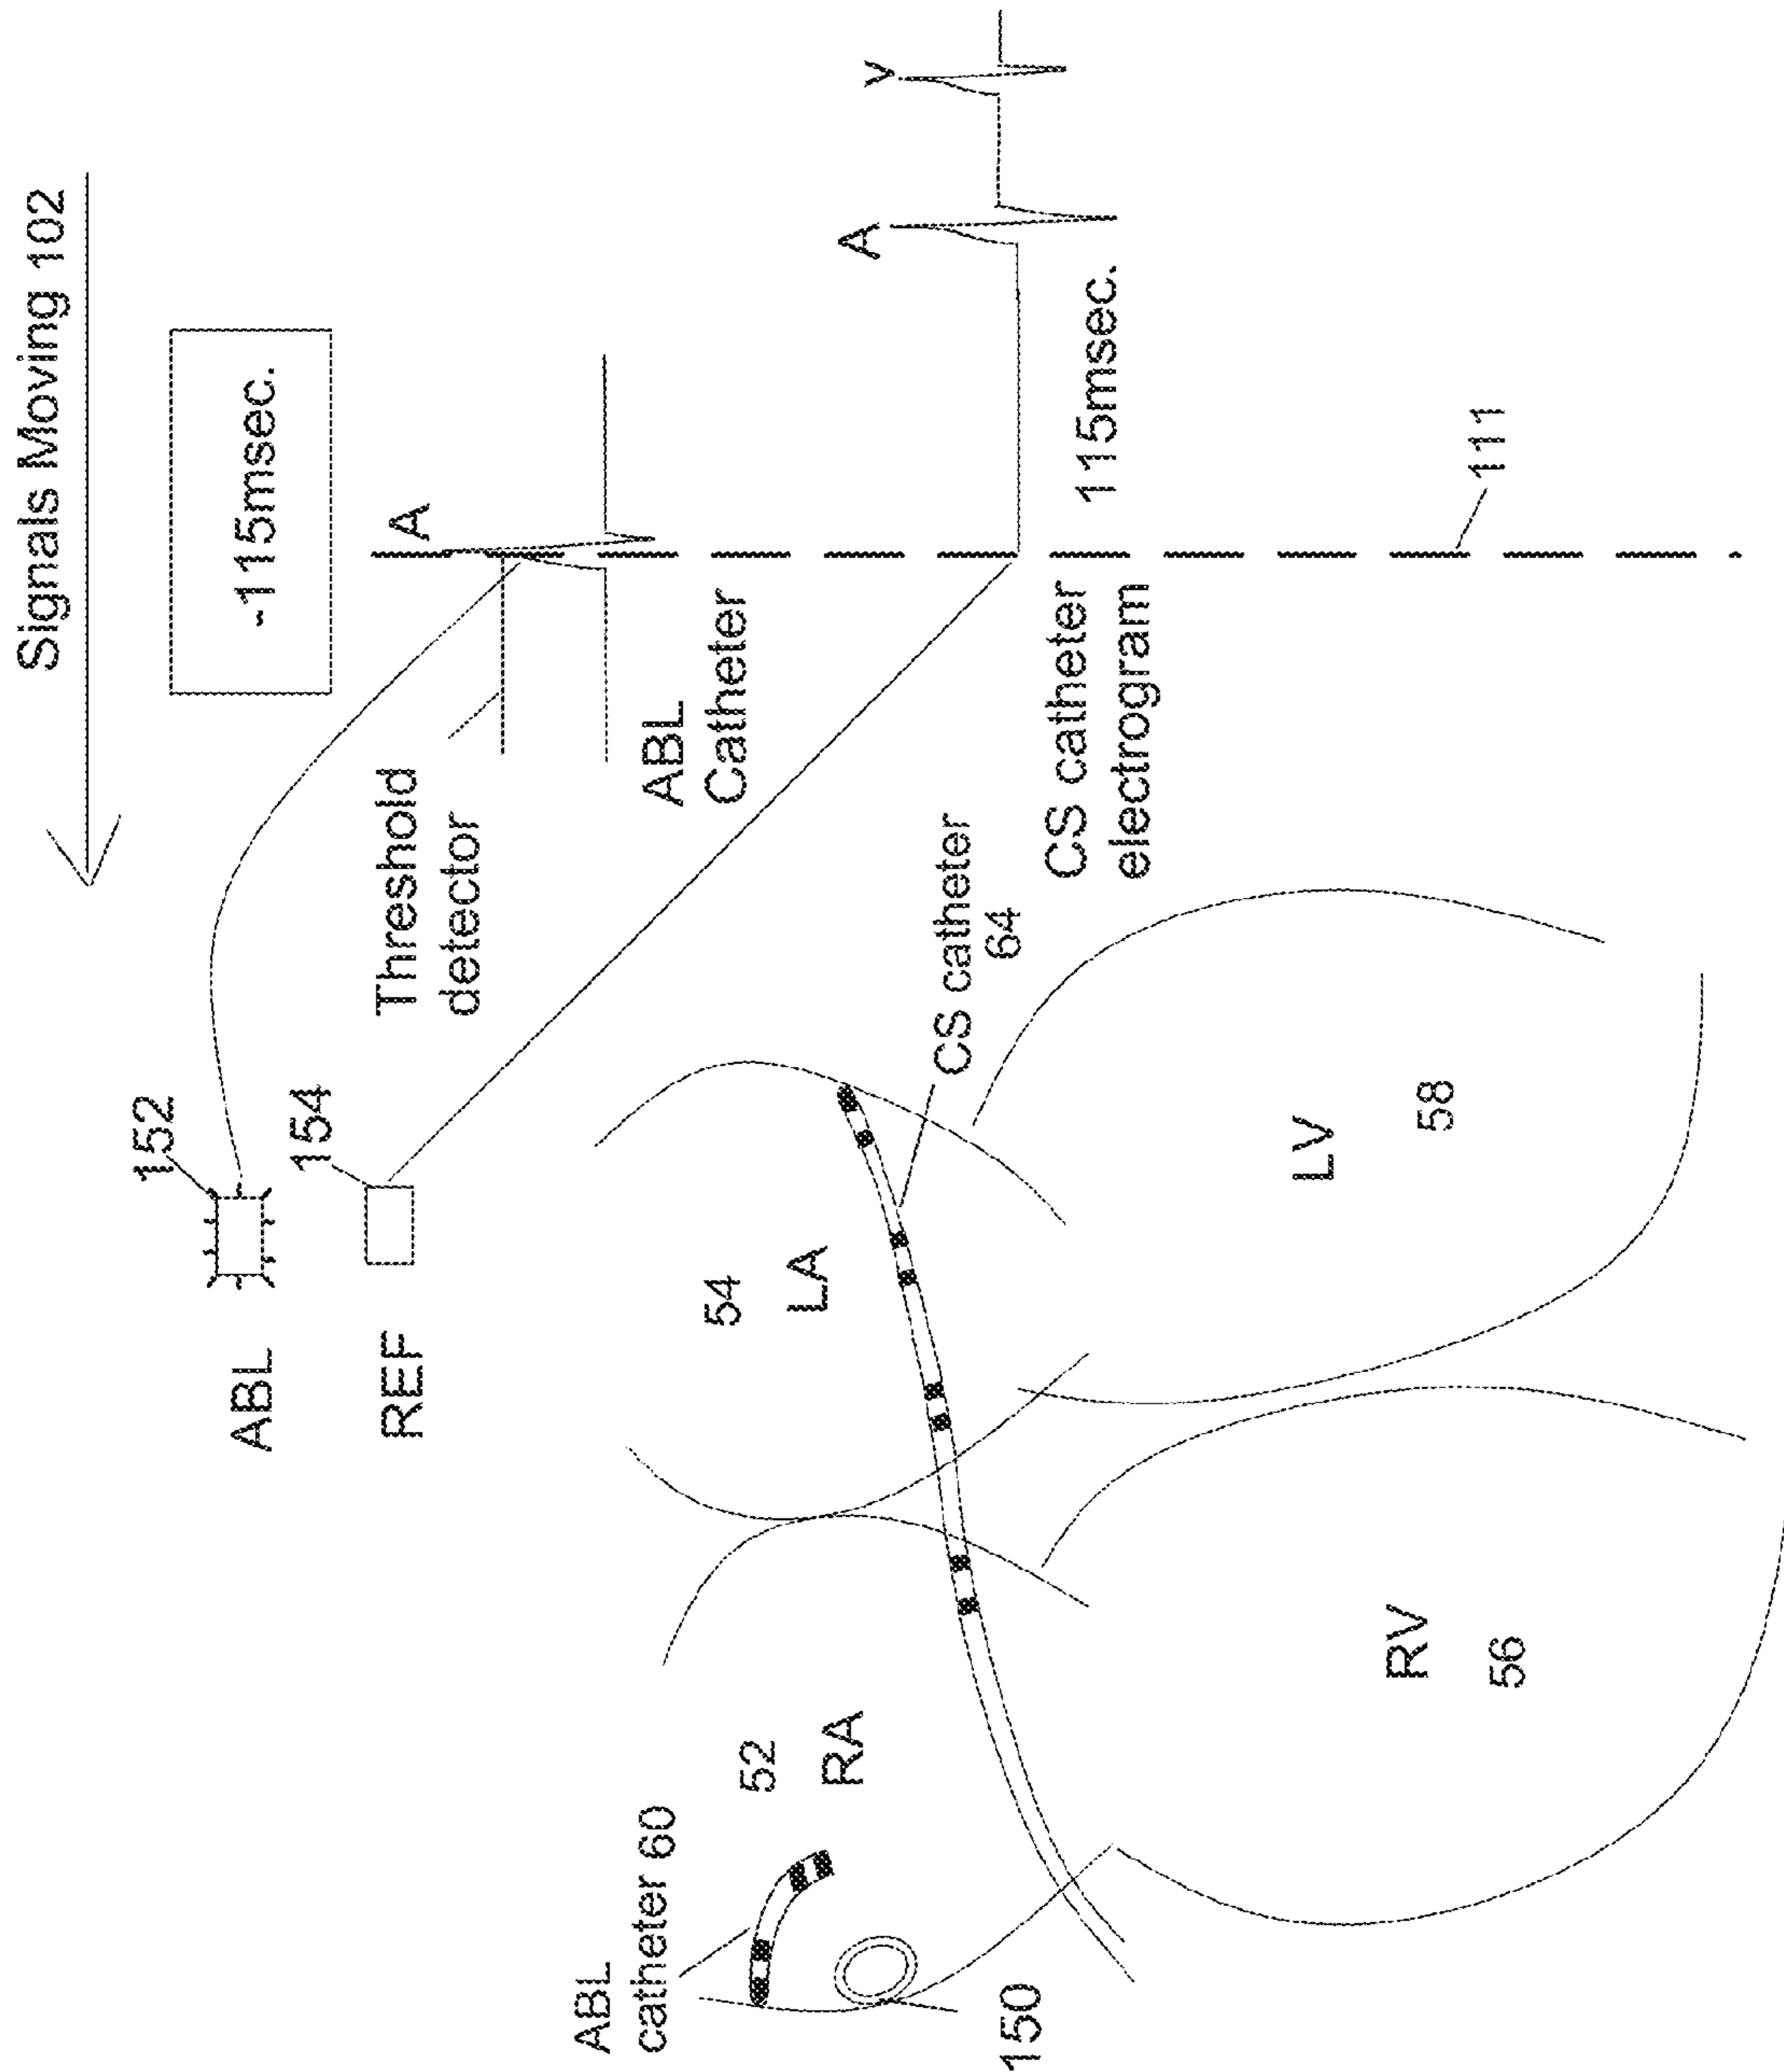 Signals Moving 102
-115msec.
152
ABL
154
REF
A
Threshold
detector
ABL
Catheter
A
V
115msec.
CS catheter
electrogram
111
CS catheter
64
54
LA
LV
58
ABL
catheter 60
52
RA
150
RV
56